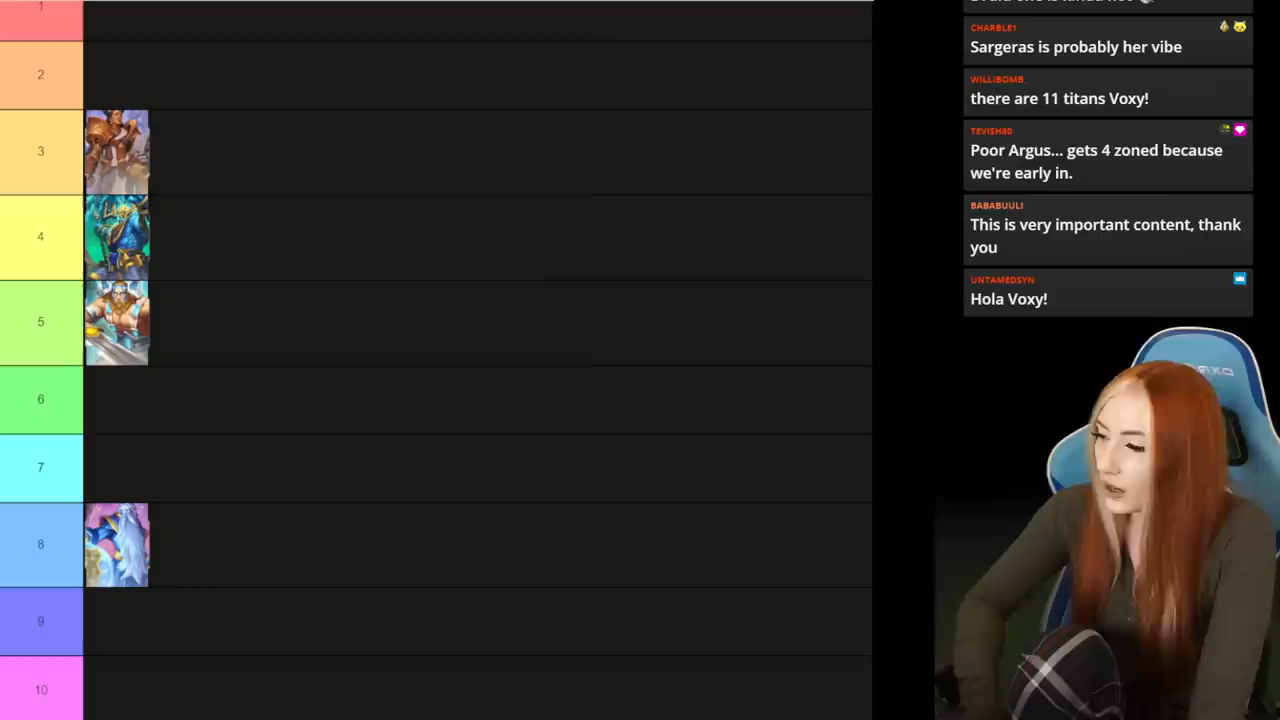 1
2
3
4
5
6
7
8
9
10
CHARBLE1
Sargeras is probably her vibe
WILLIBOMB_
there are 11 titans Voxy!
TEVISH80
Poor Argus... gets 4 zoned because
we're early in.
BABABUULI
This is very important content, thank
you
UNTAMEDSYN
Hola Voxy!